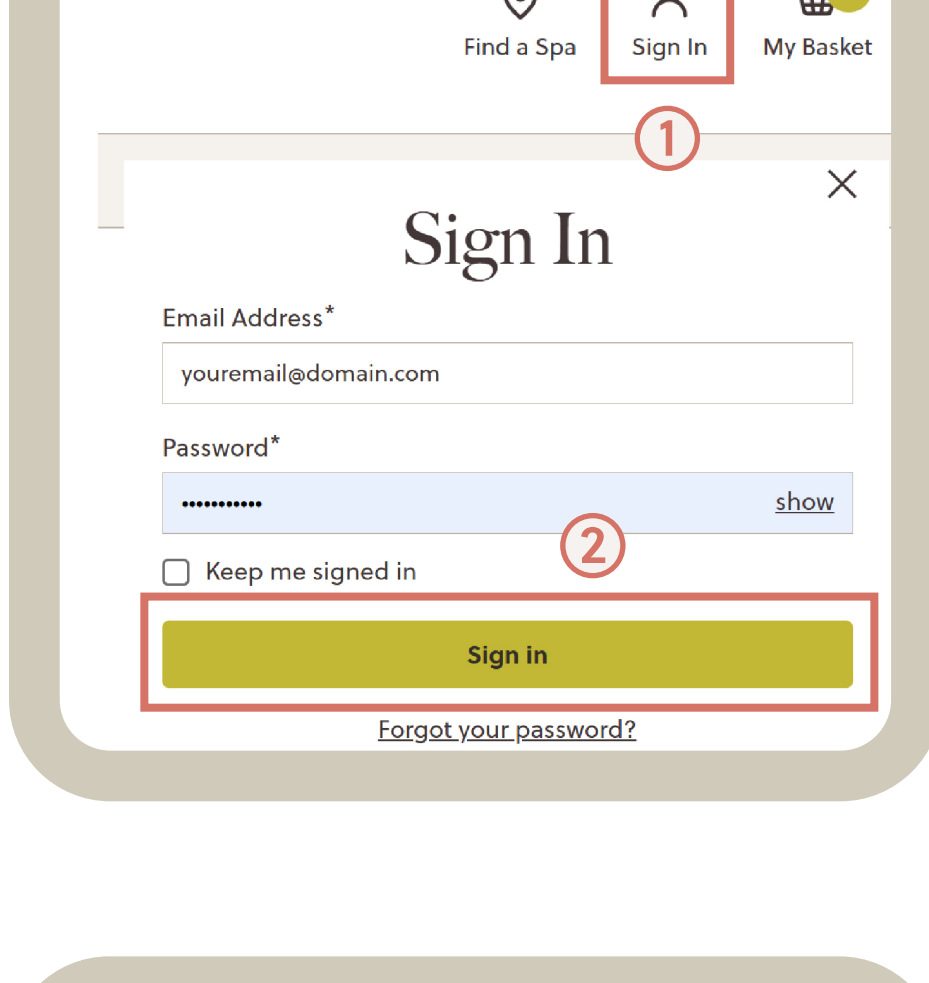 Find a Spa Sign In My Basket
1
Sign In
Email Address*
youremail@domain.com
Password*
••••••••••• show
2
Keep me signed in
Sign in
Forgot your password?